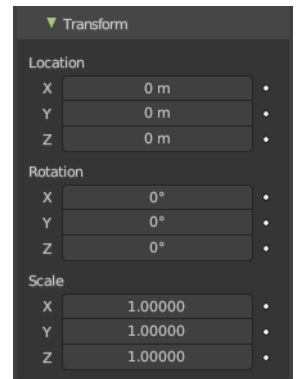 Transform
Location
X 0 m
Y 0 m
Z 0 m
Rotation
X 0°
Y 0°
Z 0°
Scale
X 1.00000
Y 1.00000
Z 1.00000